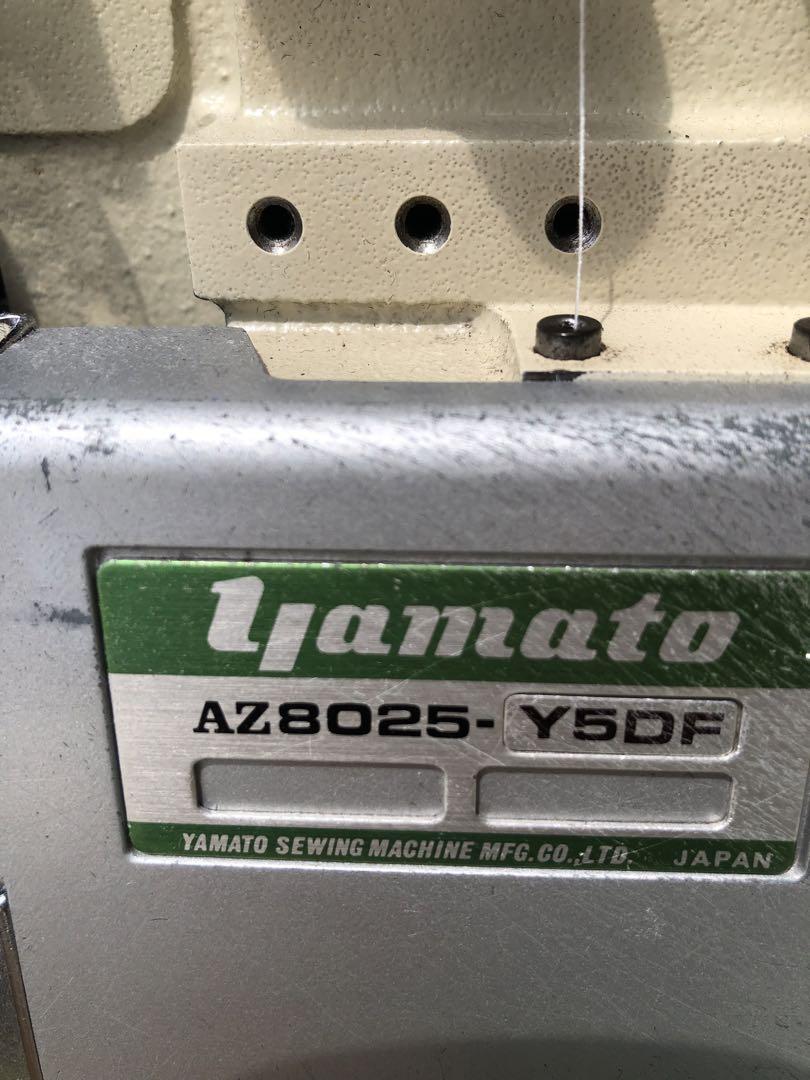 yamato
AZ8025-Y5DF
YAMATO SEWING MACHINE MFG.CO.,LTD. JAPAN